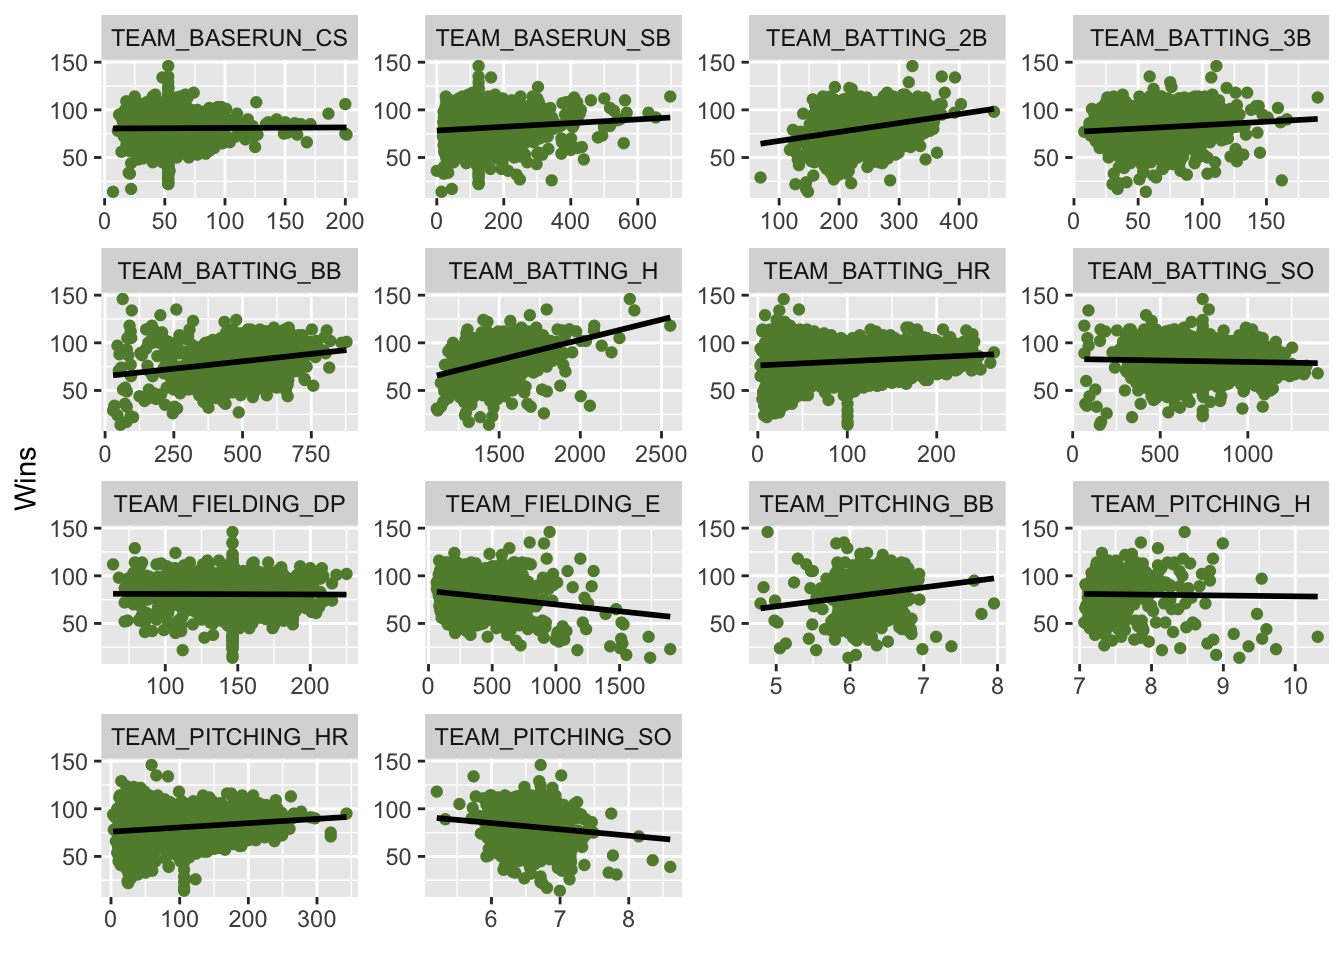 TEAM_BASERUN_CS TEAM_BASERUN_SB TEAM_BATTING_2B TEAM_BATTING_3B
150 150 150 150
100 100 100 100
50 50 50 50
0 50 100 150 200 0 200 400 600 100 200 300 400 0 50 100 150
TEAM_BATTING_BB TEAM_BATTING_H TEAM_BATTING_HR TEAM_BATTING_SO
150 150 150 150
100 100 100 100
50 50 50 50
0 250 500 750 1500 2000 2500 0 100 200 0 500 1000
Wins
TEAM_FIELDING_DP TEAM_FIELDING_E TEAM_PITCHING_BB TEAM_PITCHING_H
150 150 150 150
100 100 100 100
50 50 50 50
100 150 200 0 500 1000 1500 5 6 7 8 7 8 9 10
TEAM_PITCHING_HR TEAM_PITCHING_SO
150 150
100 100
50 50
0 100 200 300 6 7 8